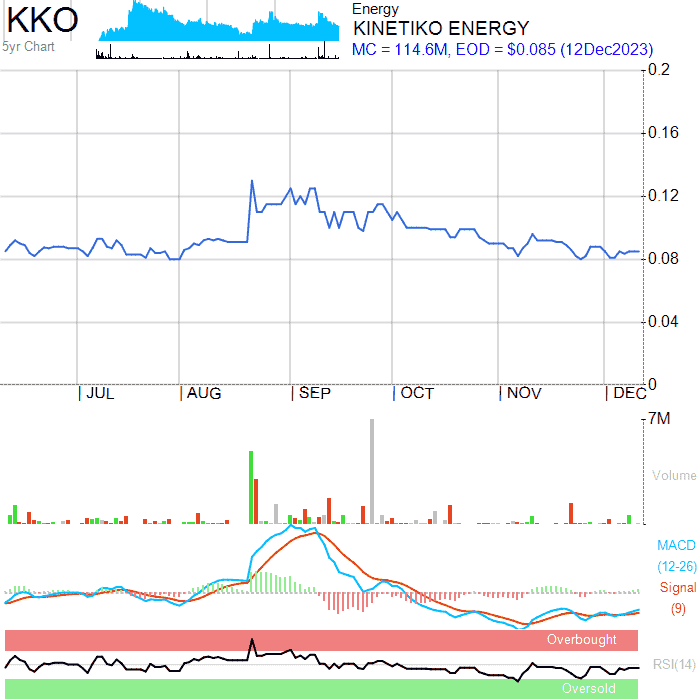 KKO
5yr Chart
Energy
KINETIKO ENERGY
MC = 114.6M, EOD = $0.085 (12Dec2023)
0.2
0.16
0.12
0.08
0.04
0
| JUL | AUG | SEP | OCT | NOV | DEC
7M
Volume
MACD
(12-26)
Signal
(9)
Overbought
RSI(14)
Oversold